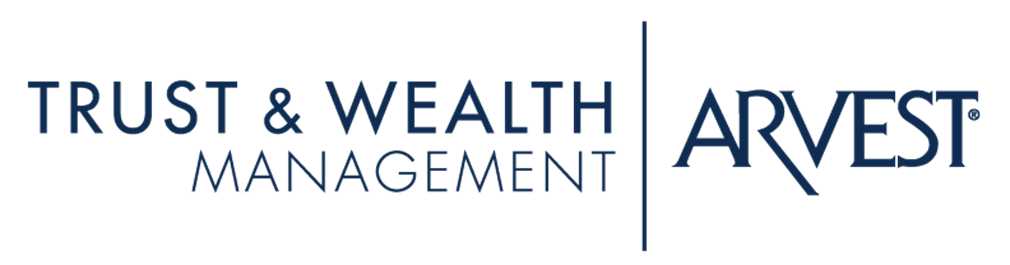 TRUST & WEALTH
MANAGEMENT
ARVEST®